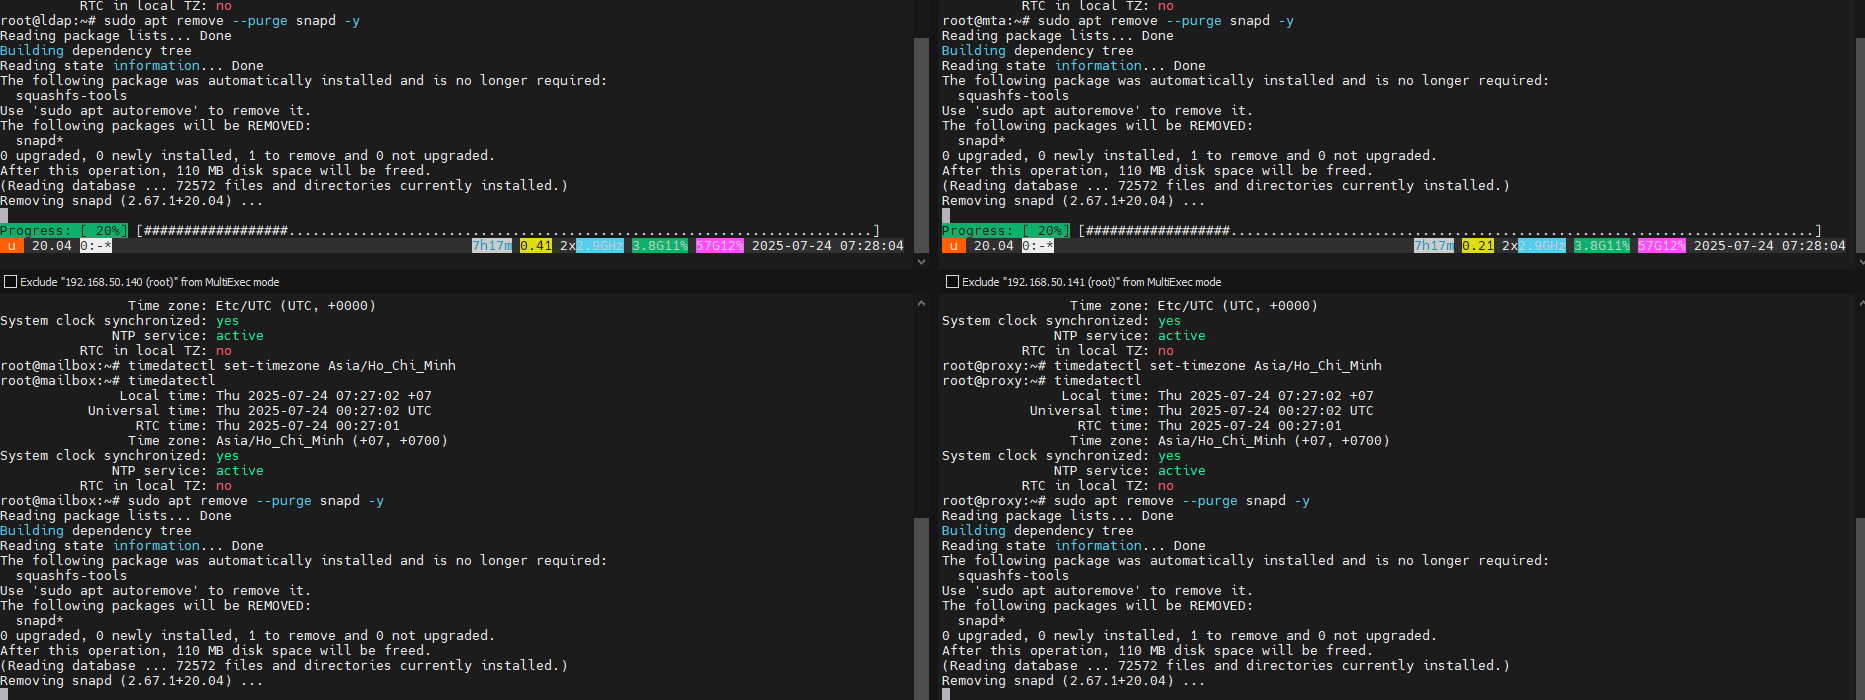 RTC in local TZ: no
root@ldap:~# sudo apt remove --purge snapd -y
Reading package lists... Done
Building dependency tree
Reading state information... Done
The following package was automatically installed and is no longer required:
  squashfs-tools
Use 'sudo apt autoremove' to remove it.
The following packages will be REMOVED:
  snapd*
0 upgraded, 0 newly installed, 1 to remove and 0 not upgraded.
After this operation, 110 MB disk space will be freed.
(Reading database ... 72572 files and directories currently installed.)
Removing snapd (2.67.1+20.04) ...
Progress: [ 20%] [##################.........................................................................]
u 20.04 0:-* 7h17m 0.41 2x2.9GHz 3.8G11% 57G12% 2025-07-24 07:28:04
RTC in local TZ: no
root@mta:~# sudo apt remove --purge snapd -y
Reading package lists... Done
Building dependency tree
Reading state information... Done
The following package was automatically installed and is no longer required:
  squashfs-tools
Use 'sudo apt autoremove' to remove it.
The following packages will be REMOVED:
  snapd*
0 upgraded, 0 newly installed, 1 to remove and 0 not upgraded.
After this operation, 110 MB disk space will be freed.
(Reading database ... 72572 files and directories currently installed.)
Removing snapd (2.67.1+20.04) ...
Progress: [ 20%] [##################.........................................................................]
u 20.04 0:-* 7h17m 0.21 2x2.9GHz 3.8G11% 57G12% 2025-07-24 07:28:04
Exclude "192.168.50.140 (root)" from MultiExec mode
Time zone: Etc/UTC (UTC, +0000)
System clock synchronized: yes
NTP service: active
RTC in local TZ: no
root@mailbox:~# timedatectl set-timezone Asia/Ho_Chi_Minh
root@mailbox:~# timedatectl
Local time: Thu 2025-07-24 07:27:02 +07
Universal time: Thu 2025-07-24 00:27:02 UTC
RTC time: Thu 2025-07-24 00:27:01
Time zone: Asia/Ho_Chi_Minh (+07, +0700)
System clock synchronized: yes
NTP service: active
RTC in local TZ: no
root@mailbox:~# sudo apt remove --purge snapd -y
Reading package lists... Done
Building dependency tree
Reading state information... Done
The following package was automatically installed and is no longer required:
  squashfs-tools
Use 'sudo apt autoremove' to remove it.
The following packages will be REMOVED:
  snapd*
0 upgraded, 0 newly installed, 1 to remove and 0 not upgraded.
After this operation, 110 MB disk space will be freed.
(Reading database ... 72572 files and directories currently installed.)
Removing snapd (2.67.1+20.04) ...
Exclude "192.168.50.141 (root)" from MultiExec mode
Time zone: Etc/UTC (UTC, +0000)
System clock synchronized: yes
NTP service: active
RTC in local TZ: no
root@proxy:~# timedatectl set-timezone Asia/Ho_Chi_Minh
root@proxy:~# timedatectl
Local time: Thu 2025-07-24 07:27:02 +07
Universal time: Thu 2025-07-24 00:27:02 UTC
RTC time: Thu 2025-07-24 00:27:01
Time zone: Asia/Ho_Chi_Minh (+07, +0700)
System clock synchronized: yes
NTP service: active
RTC in local TZ: no
root@proxy:~# sudo apt remove --purge snapd -y
Reading package lists... Done
Building dependency tree
Reading state information... Done
The following package was automatically installed and is no longer required:
  squashfs-tools
Use 'sudo apt autoremove' to remove it.
The following packages will be REMOVED:
  snapd*
0 upgraded, 0 newly installed, 1 to remove and 0 not upgraded.
After this operation, 110 MB disk space will be freed.
(Reading database ... 72572 files and directories currently installed.)
Removing snapd (2.67.1+20.04) ...